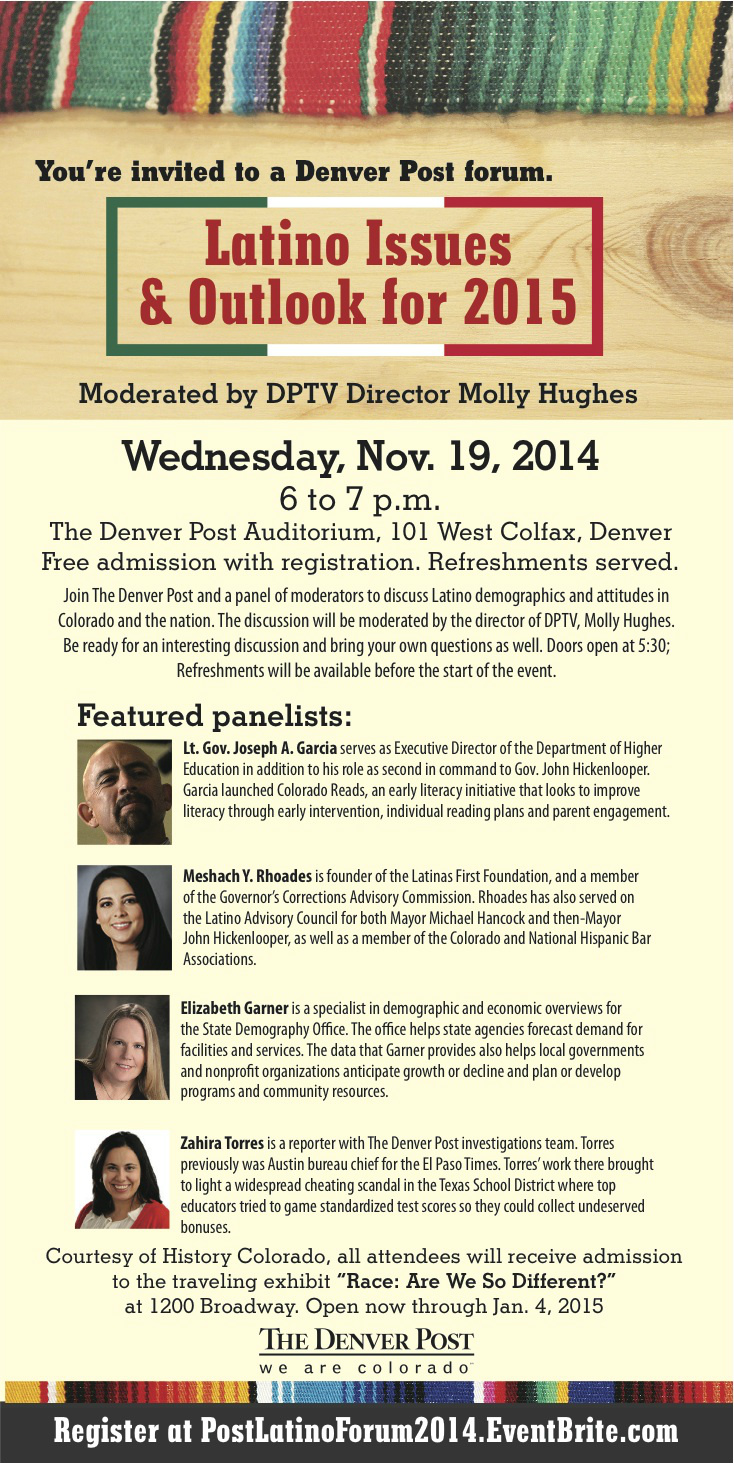 You're invited to a Denver Post forum.
Latino Issues
& Outlook for 2015
Moderated by DPTV Director Molly Hughes
Wednesday, Nov. 19, 2014
6 to 7 p.m.
The Denver Post Auditorium, 101 West Colfax, Denver
Free admission with registration. Refreshments served.
Join The Denver Post and a panel of moderators to discuss Latino demographics and attitudes in
Colorado and the nation. The discussion will be moderated by the director of DPTV, Molly Hughes.
Be ready for an interesting discussion and bring your own questions as well. Doors open at 5:30;
Refreshments will be available before the start of the event.
Featured panelists:
Lt. Gov. Joseph A. Garcia serves as Executive Director of the Department of Higher
Education in addition to his role as second in command to Gov. John Hickenlooper.
Garcia launched Colorado Reads, an early literacy initiative that looks to improve
literacy through early intervention, individual reading plans and parent engagement.
Meshach Y. Rhoades is founder of the Latinas First Foundation, and a member
of the Governor's Corrections Advisory Commission. Rhoades has also served on
the Latino Advisory Council for both Mayor Michael Hancock and then-Mayor
John Hickenlooper, as well as a member of the Colorado and National Hispanic Bar
Associations.
Elizabeth Garner is a specialist in demographic and economic overviews for
the State Demography Office. The office helps state agencies forecast demand for
facilities and services. The data that Garner provides also helps local governments
and nonprofit organizations anticipate growth or decline and plan or develop
programs and community resources.
Zahira Torres is a reporter with The Denver Post investigations team. Torres
previously was Austin bureau chief for the El Paso Times. Torres' work there brought
to light a widespread cheating scandal in the Texas School District where top
educators tried to game standardized test scores so they could collect undeserved
bonuses.
Courtesy of History Colorado, all attendees will receive admission
to the traveling exhibit "Race: Are We So Different?"
at 1200 Broadway. Open now through Jan. 4, 2015
THE DENVER POST
we are colorado
Register at PostLatinoForum2014.EventBrite.com